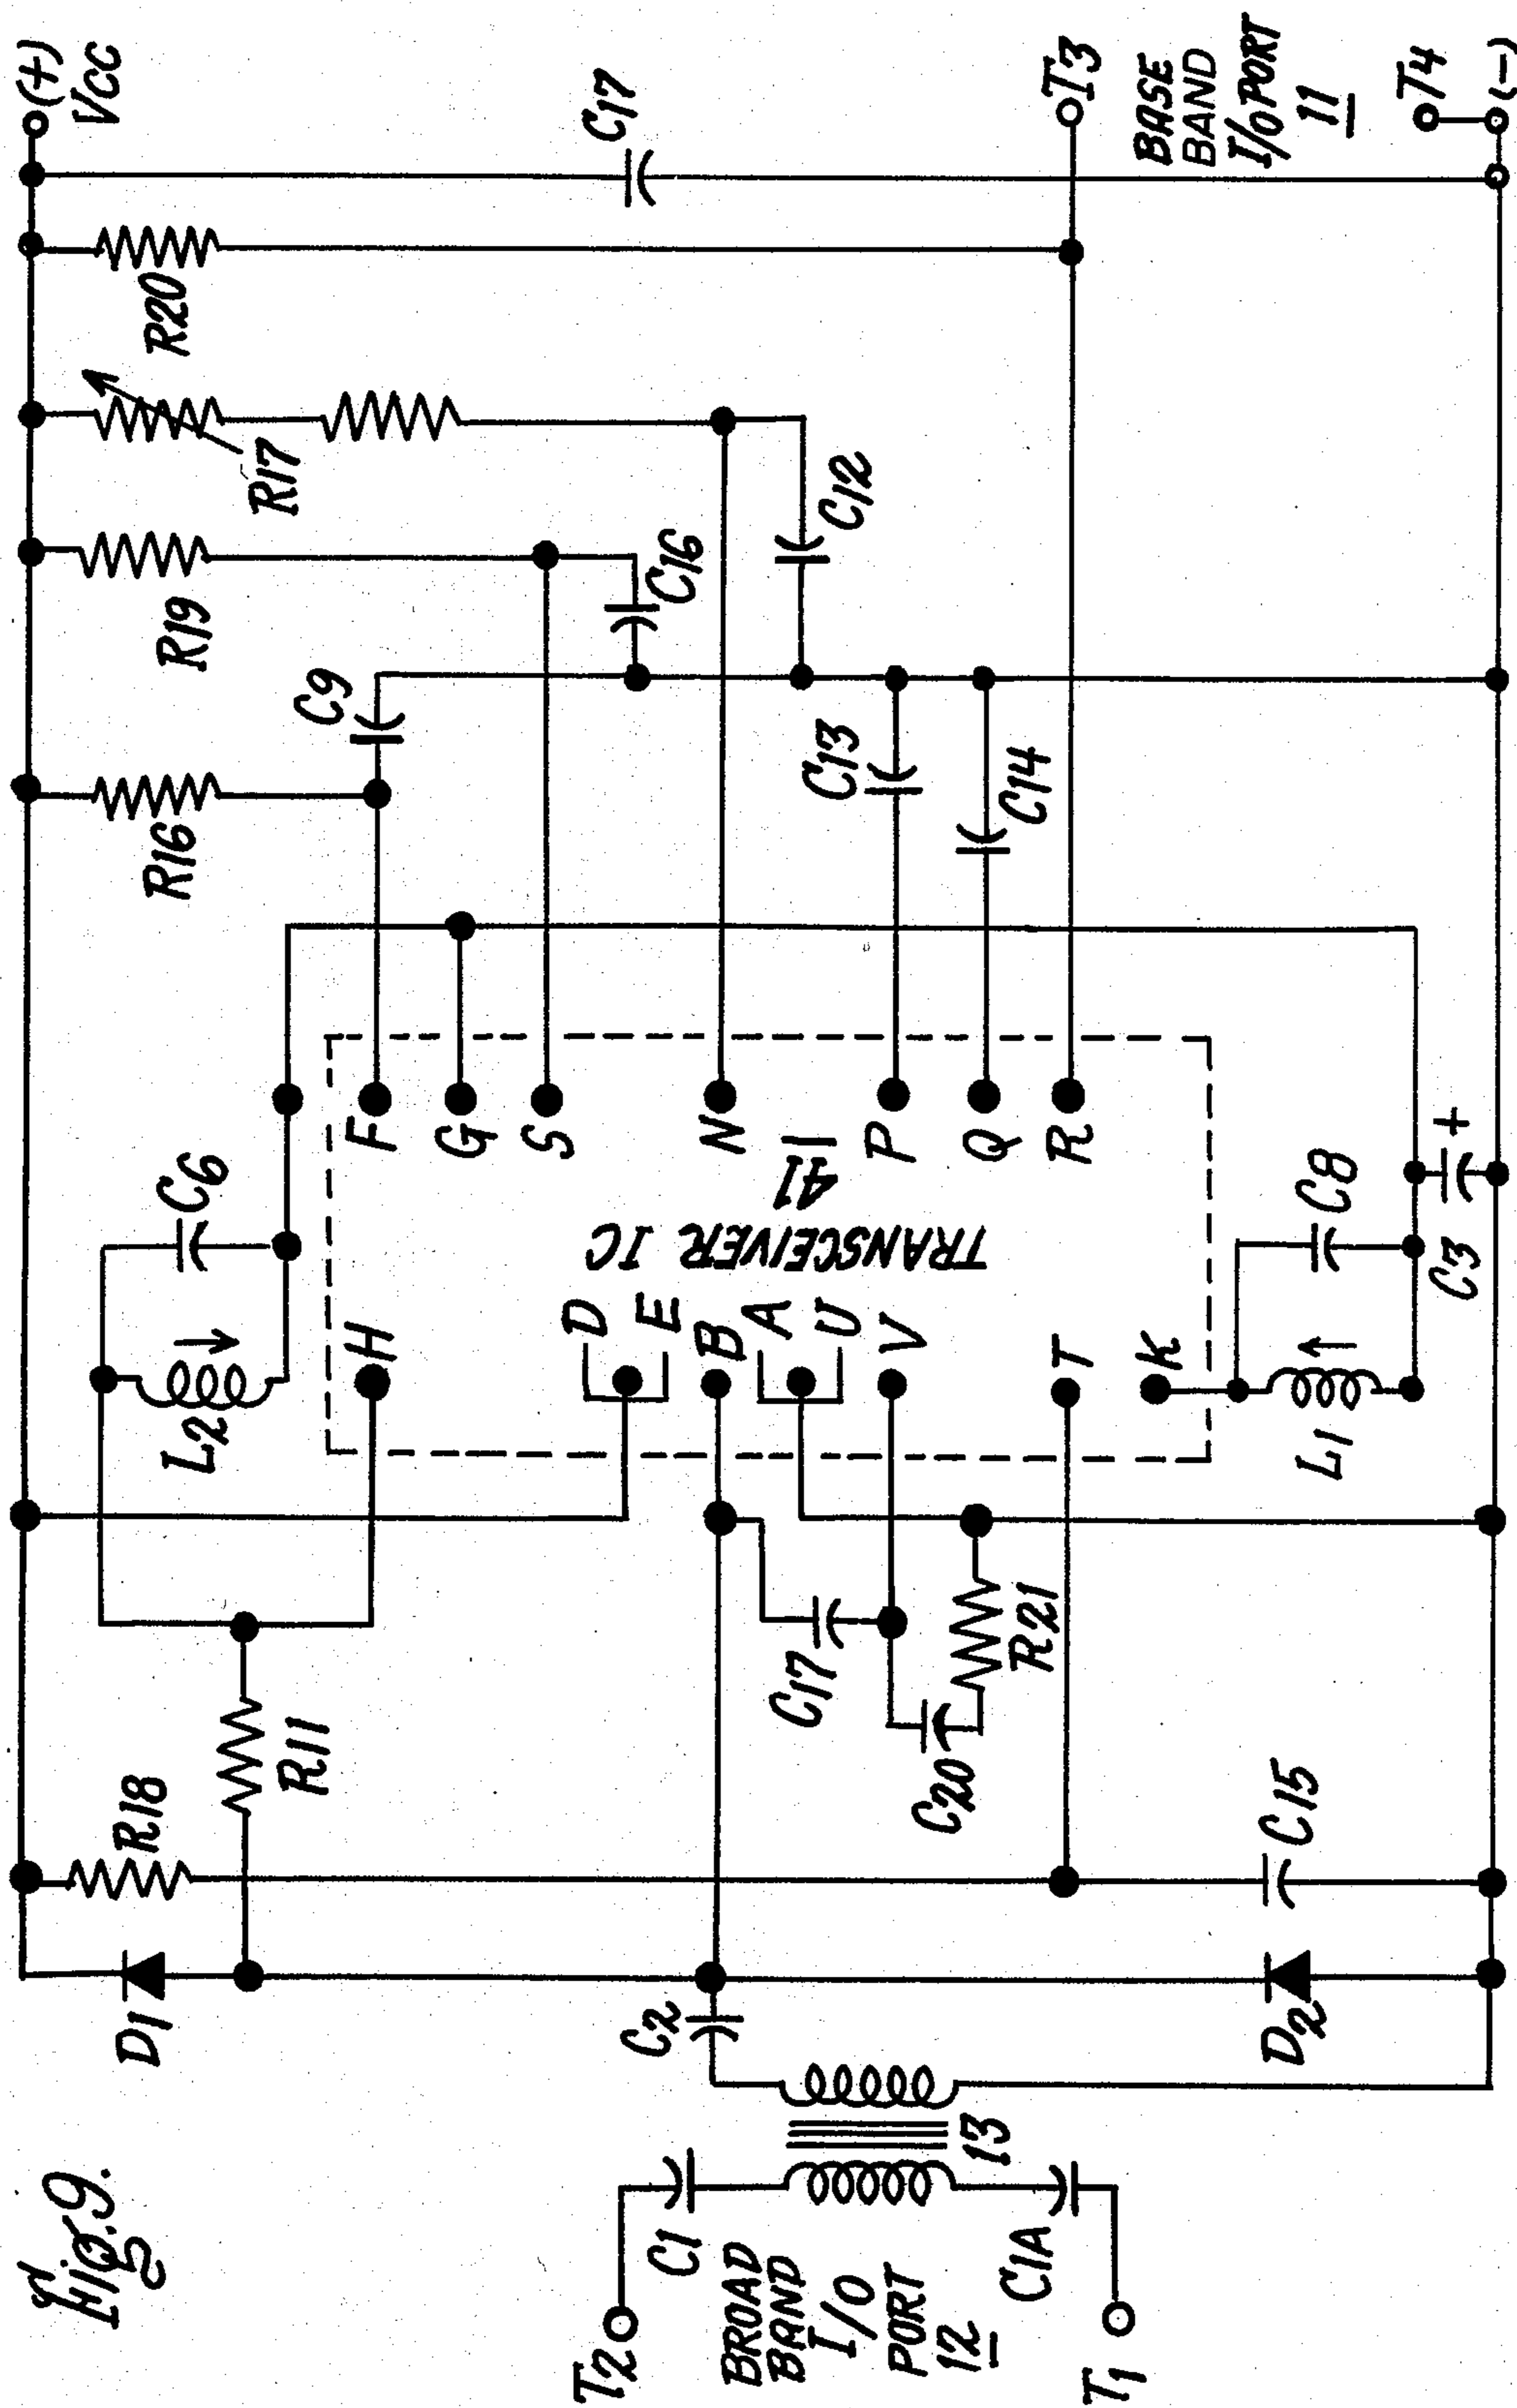 Fig. 9.
(+)
VCC
D1
R18
R11
L2
C6
R16
C9
R19
R17
R20
C17
H
F
G
S
D
E
B
A
U
V
T
K
N
P
Q
R
TRANSCEIVER IC
41
C16
C12
C13
C14
T3
BASE
BAND
I/O PORT
11
T4
(-)
T2
C1
BROAD
BAND
I/O
PORT
12
C1A
T1
13
C2
C17
C20
R21
D2
C15
L1
C8
C3
+